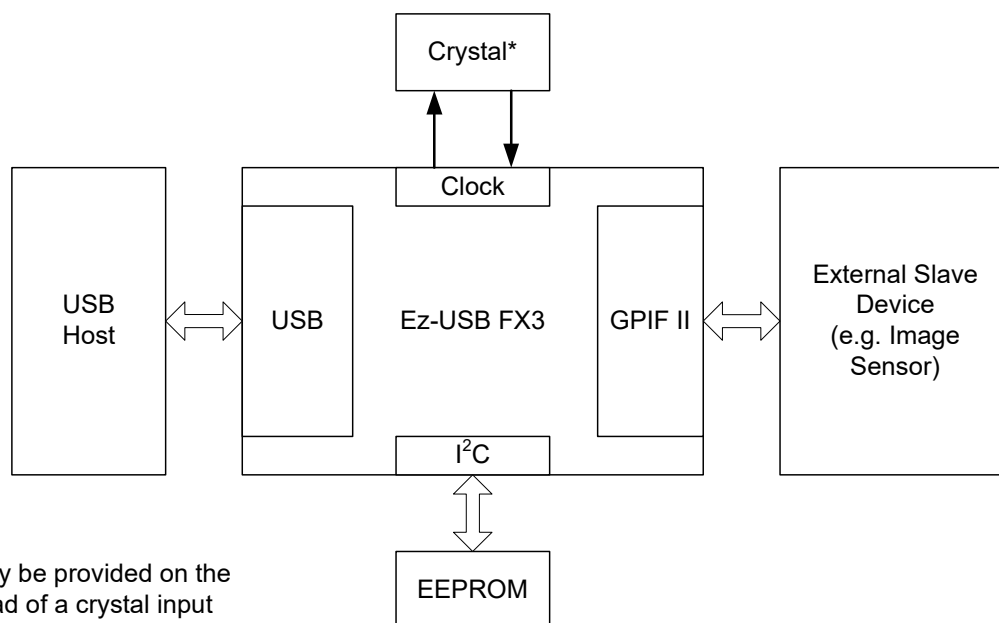 Crystal*
Clock
USB
Host
USB
Ez-USB FX3
GPIF II
External Slave
Device
(e.g. Image
Sensor)
I²C
EEPROM
be provided on the
of a crystal input